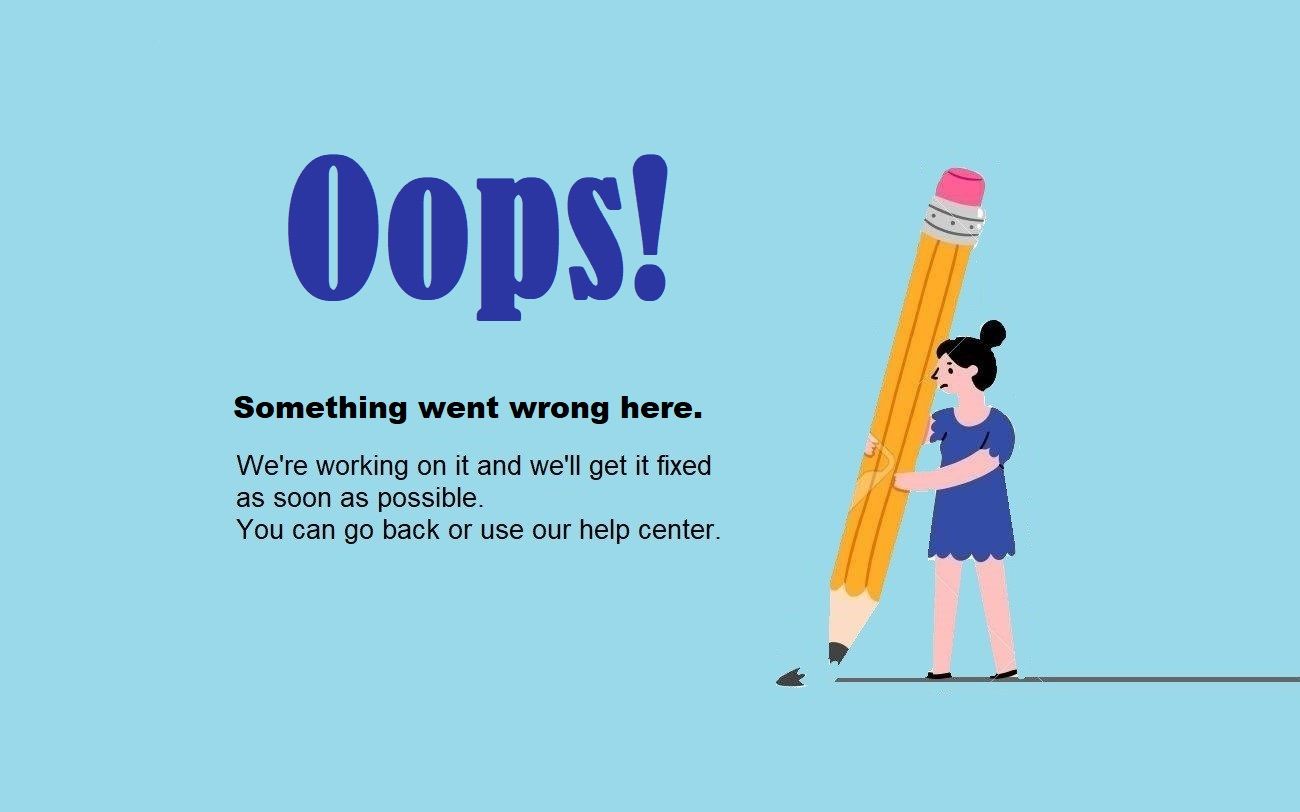 Oops!
Something went wrong here.
We're working on it and we'll get it fixed
as soon as possible.
You can go back or use our help center.